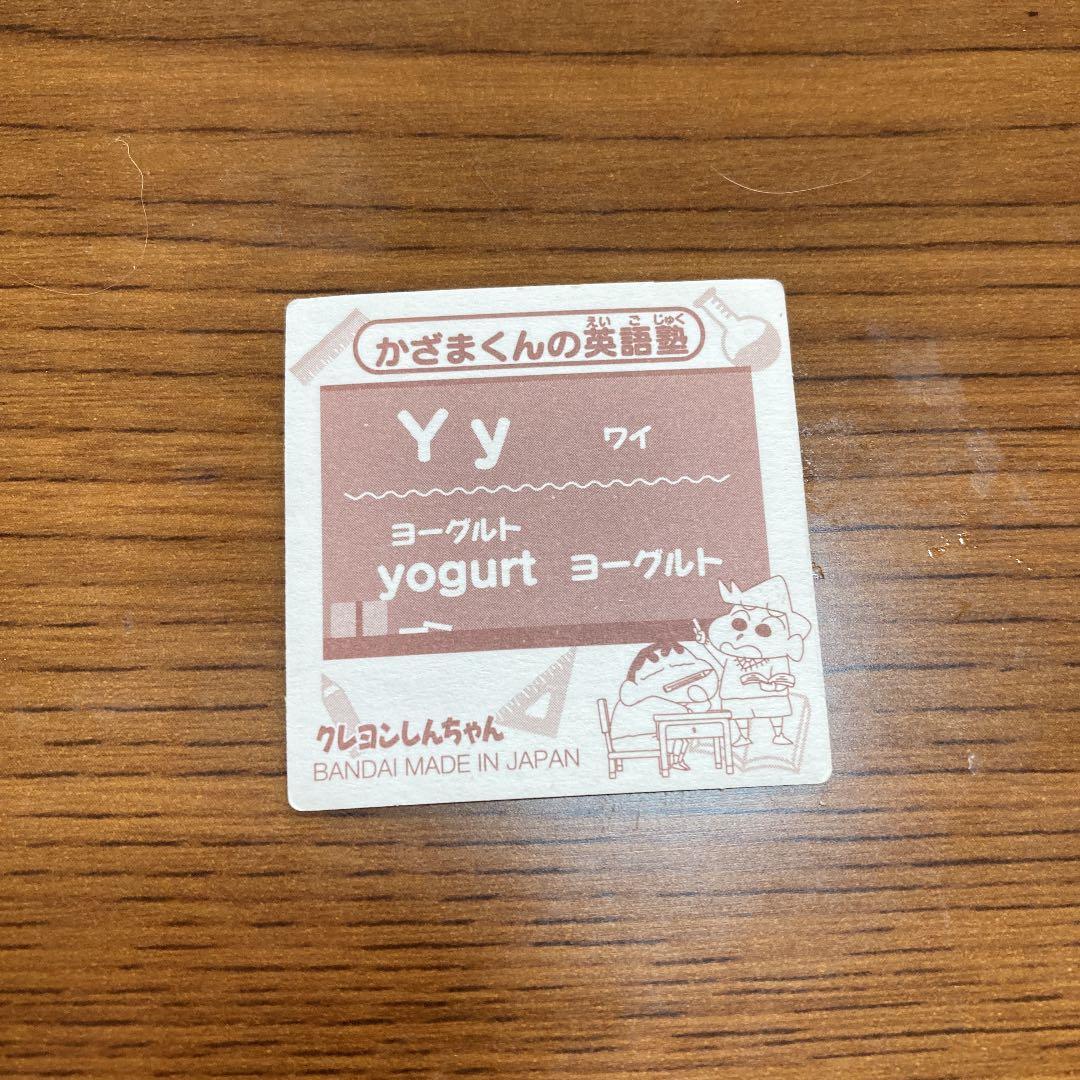 えいごじゅく
かざまくんの英語塾
Yy ワイ
ヨーグルト
yogurt ヨーグルト
クレヨンしんちゃん
BANDAI MADE IN JAPAN